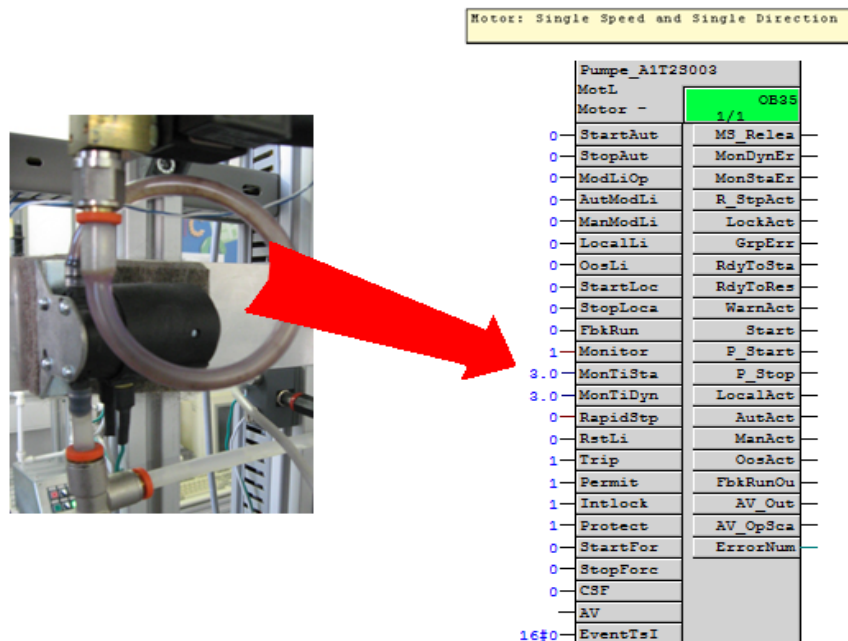 Motor: Single Speed and Single Direction
Pumpe_A1T2S003
MotL
Motor -
OB35
1/1
0 StartAut MS_Relea
0 StopAut MonDynEr
0 ModLiOp MonStaEr
0 AutModLi R_StpAct
0 ManModLi LockAct
0 LocalLi GrpErr
0 OosLi RdyToSta
0 StartLoc RdyToRes
0 StopLoca WarnAct
0 FbkRun Start
1 Monitor P_Start
3.0 MonTiSta P_Stop
3.0 MonTiDyn LocalAct
0 RapidStp AutAct
0 RstLi ManAct
1 Trip OosAct
1 Permit FbkRunOu
1 Intlock AV_Out
1 Protect AV_OpSca
0 StartFor ErrorNum
0 StopForc
0 CSF
AV
16#0 EventTsI